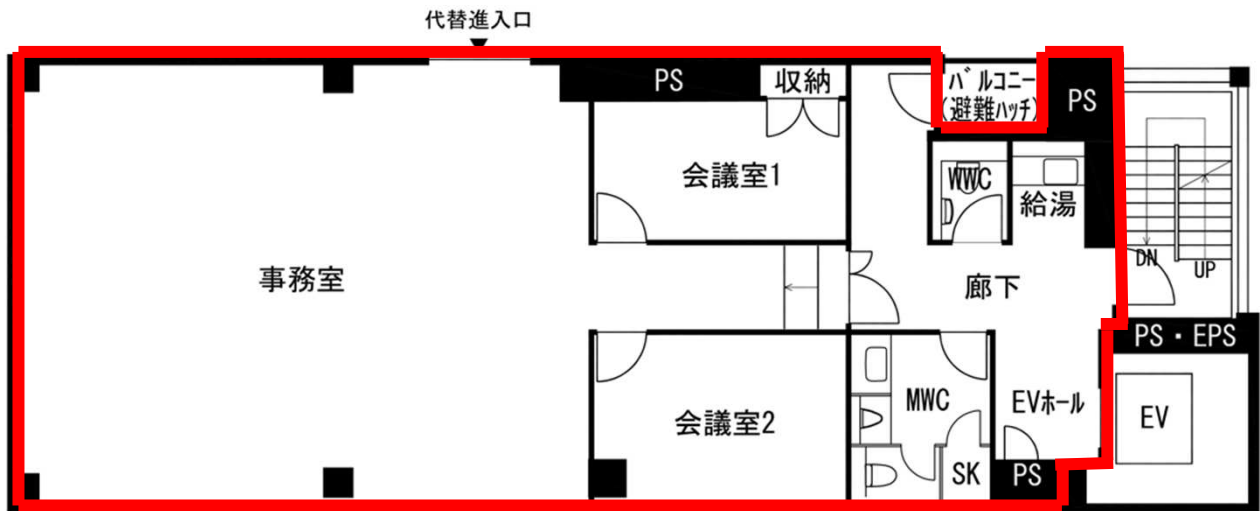 代替進入口
PS
収納
バルコニー
(避難ハッチ)
PS
会議室1
WWC
給湯
事務室
廊下
DN
UP
PS・EPS
会議室2
MWC
EVホール
EV
SK
PS